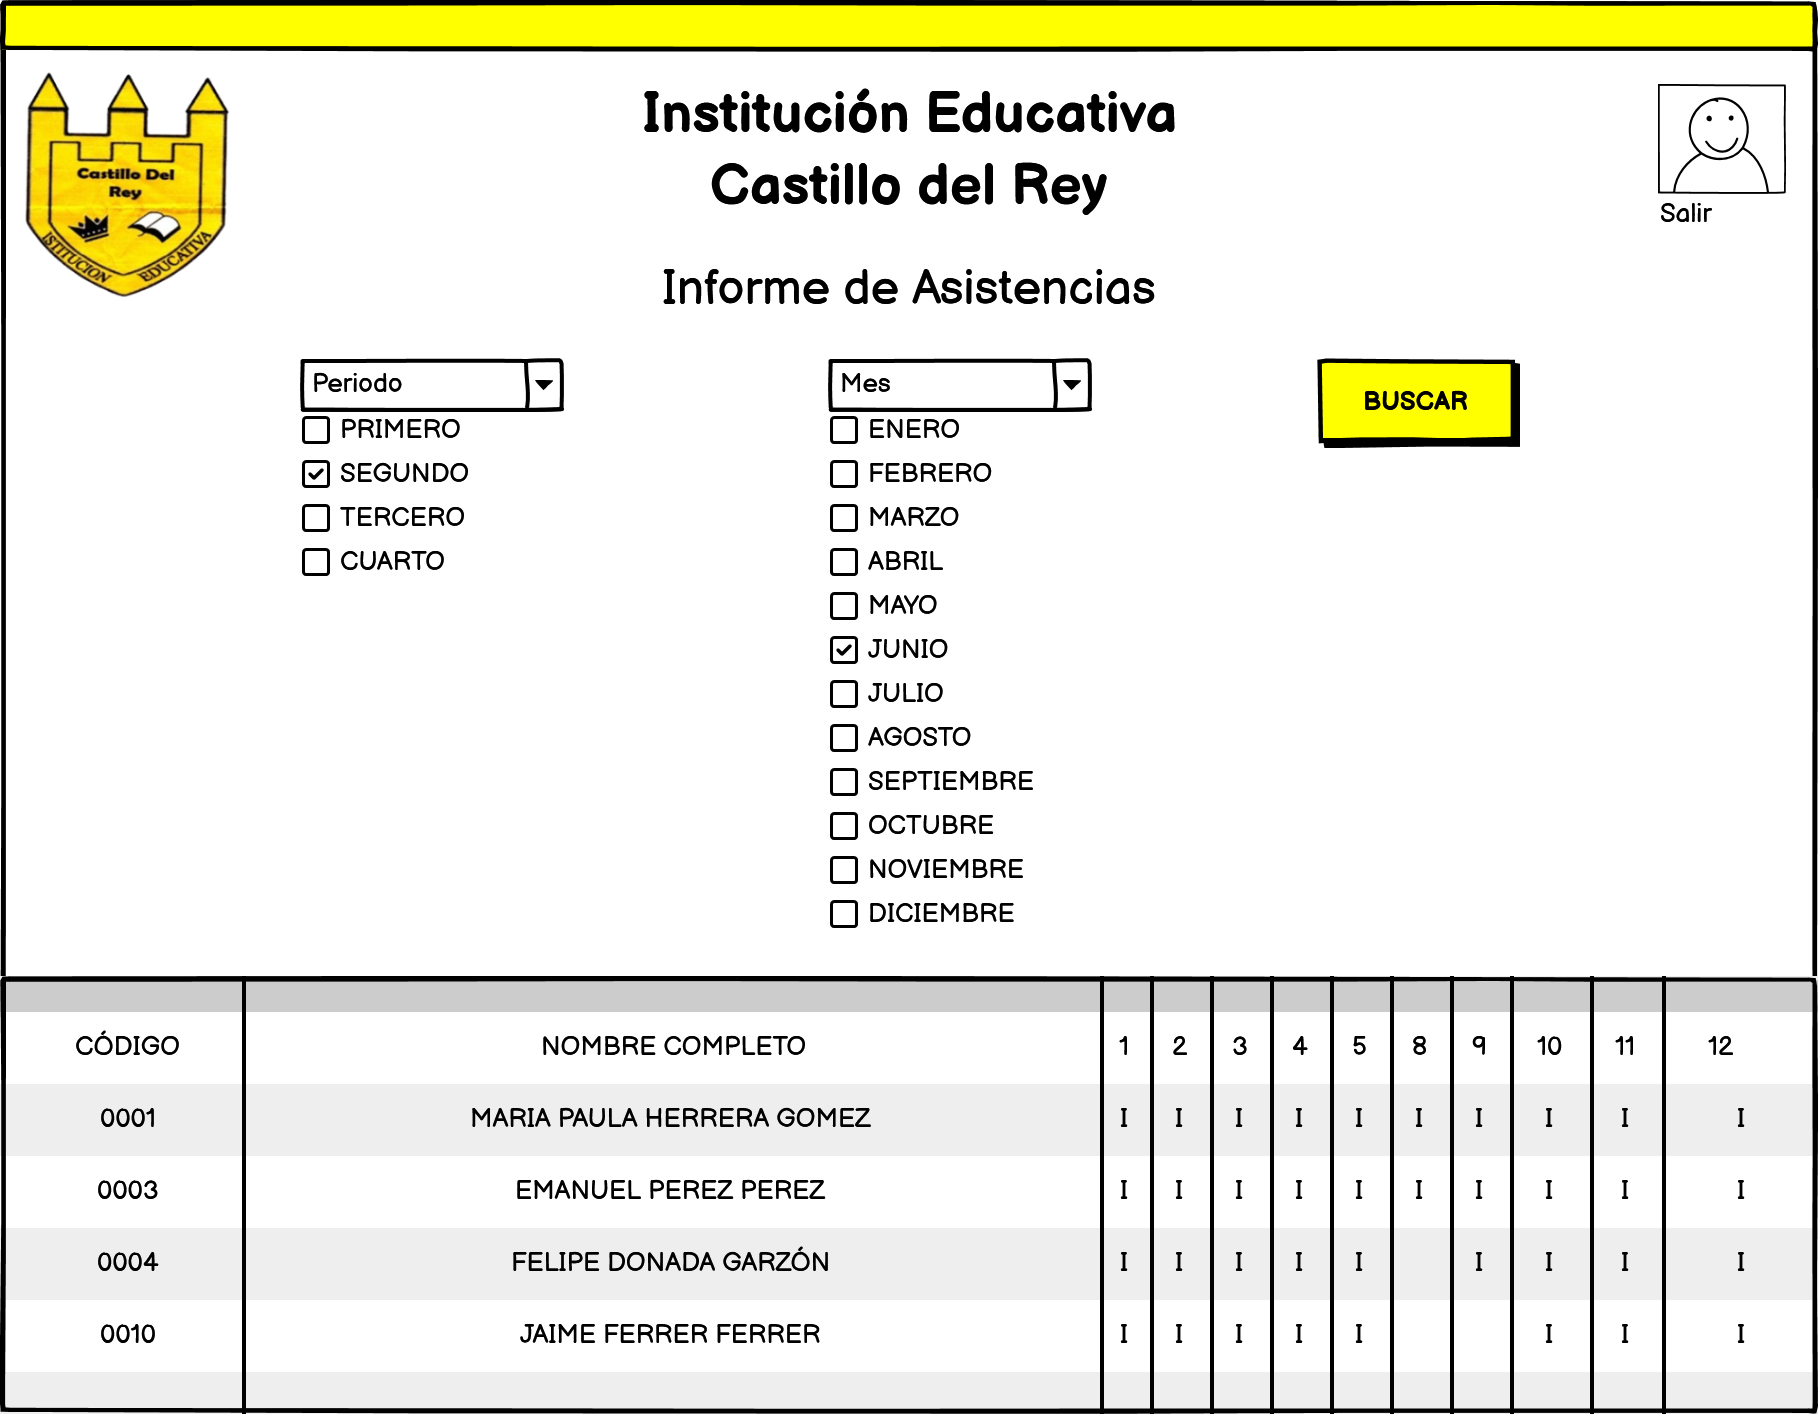 Institución Educativa
Castillo del Rey
Castillo Del
Rey
ISTITUCION EDUCATIVA
Salir
Informe de Asistencias
Periodo
PRIMERO
SEGUNDO
TERCERO
CUARTO
Mes
ENERO
FEBRERO
MARZO
ABRIL
MAYO
JUNIO
JULIO
AGOSTO
SEPTIEMBRE
OCTUBRE
NOVIEMBRE
DICIEMBRE
BUSCAR
CÓDIGO NOMBRE COMPLETO 1 2 3 4 5 8 9 10 11 12
0001 MARIA PAULA HERRERA GOMEZ I I I I I I I I I I
0003 EMANUEL PEREZ PEREZ I I I I I I I I I I
0004 FELIPE DONADA GARZÓN I I I I I I I I I
0010 JAIME FERRER FERRER I I I I I I I I